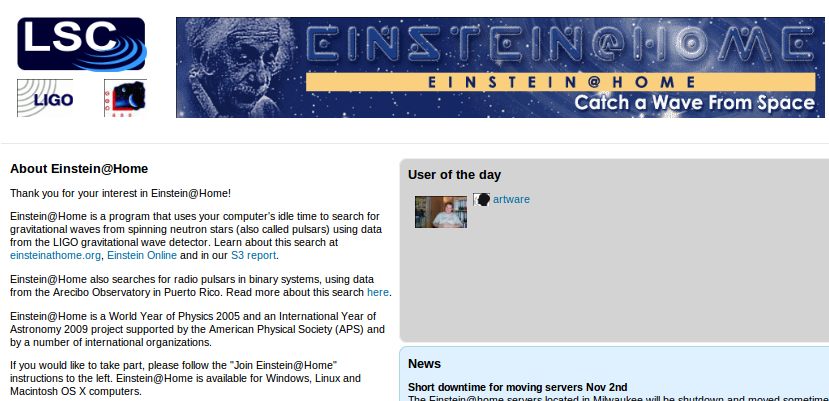 LSC
LIGO
EINSTEIN@HOME
EINSTEIN@HOME
Catch a Wave From Space
About Einstein@Home
Thank you for your interest in Einstein@Home!
Einstein@Home is a program that uses your computer's idle time to search for
gravitational waves from spinning neutron stars (also called pulsars) using data
from the LIGO gravitational wave detector. Learn about this search at
einsteinathome.org, Einstein Online and in our S3 report.
Einstein@Home also searches for radio pulsars in binary systems, using data
from the Arecibo Observatory in Puerto Rico. Read more about this search here.
Einstein@Home is a World Year of Physics 2005 and an International Year of
Astronomy 2009 project supported by the American Physical Society (APS) and
by a number of international organizations.
If you would like to take part, please follow the "Join Einstein@Home"
instructions to the left. Einstein@Home is available for Windows, Linux and
Macintosh OS X computers.
User of the day
artware
News
Short downtime for moving servers Nov 2nd
The Einstein@home servers located in Milwaukee will be shutdown and moved sometime